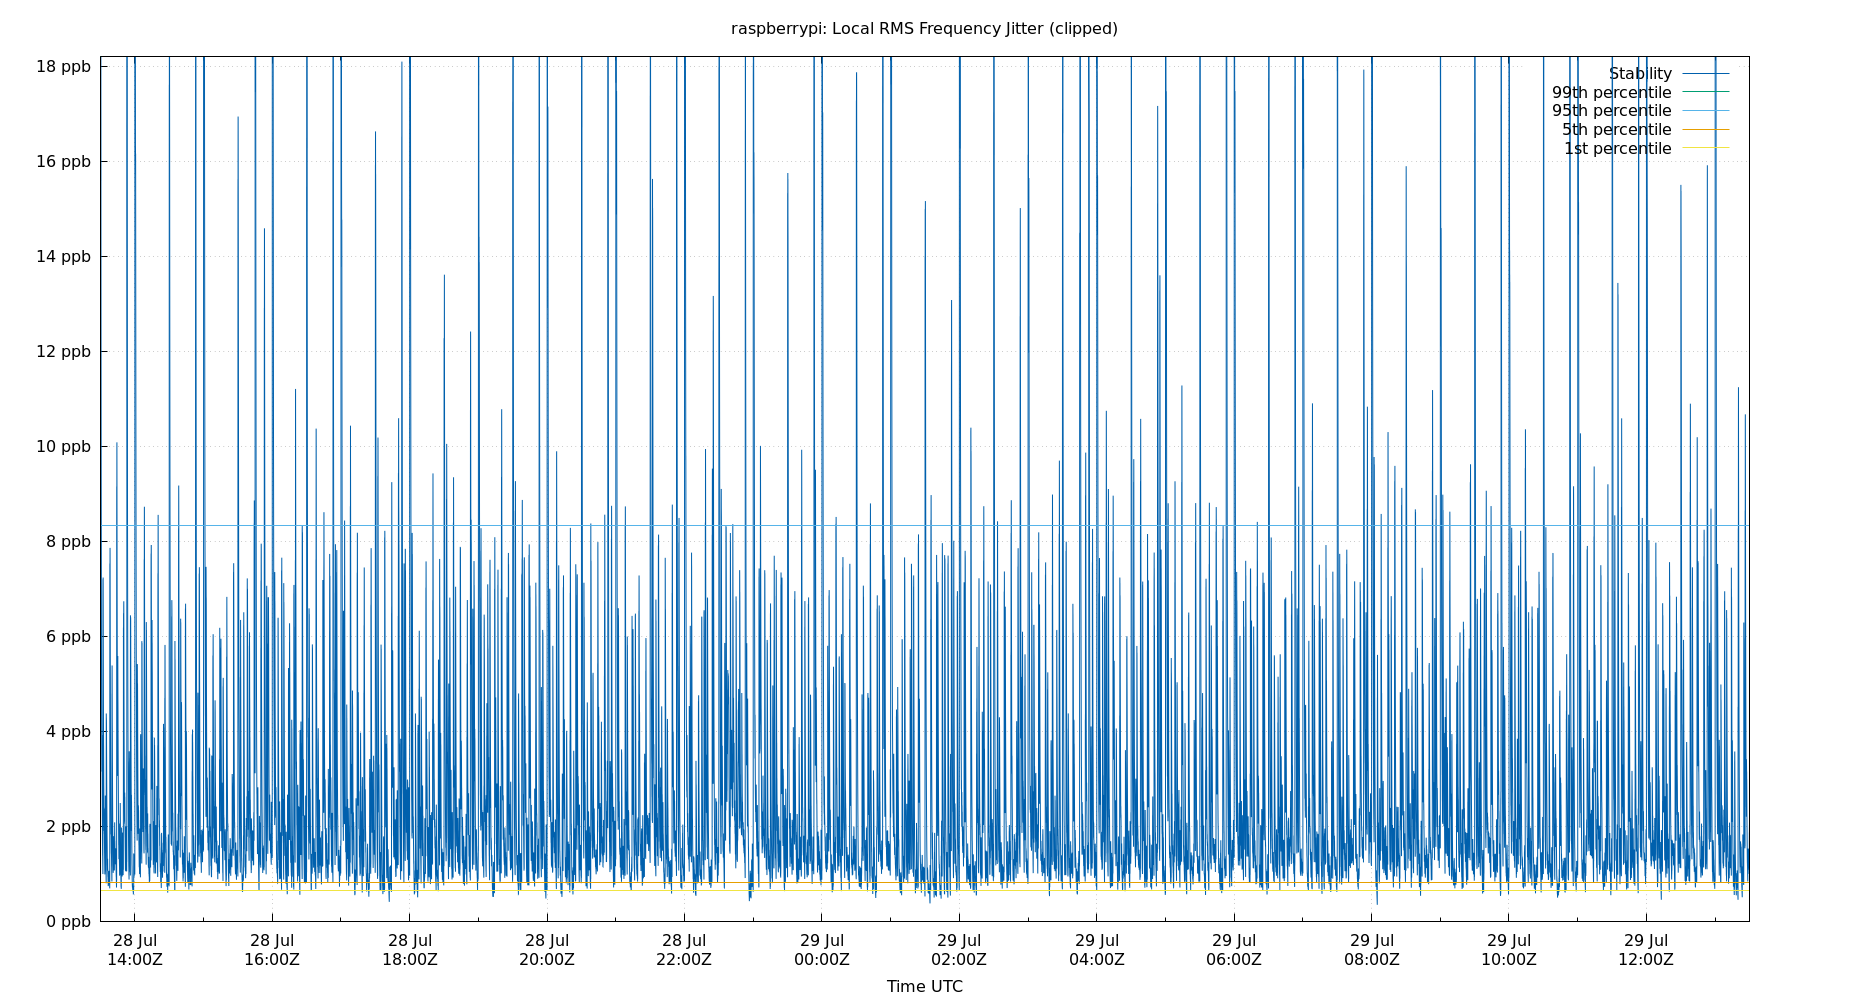 raspberrypi: Local RMS Frequency Jitter (clipped)
18 ppb
16 ppb
14 ppb
12 ppb
10 ppb
8 ppb
6 ppb
4 ppb
2 ppb
0 ppb
Stability
99th percentile
95th percentile
5th percentile
1st percentile
28 Jul 28 Jul 28 Jul 28 Jul 28 Jul 29 Jul 29 Jul 29 Jul 29 Jul 29 Jul 29 Jul 29 Jul
14:00Z 16:00Z 18:00Z 20:00Z 22:00Z 00:00Z 02:00Z 04:00Z 06:00Z 08:00Z 10:00Z 12:00Z
Time UTC